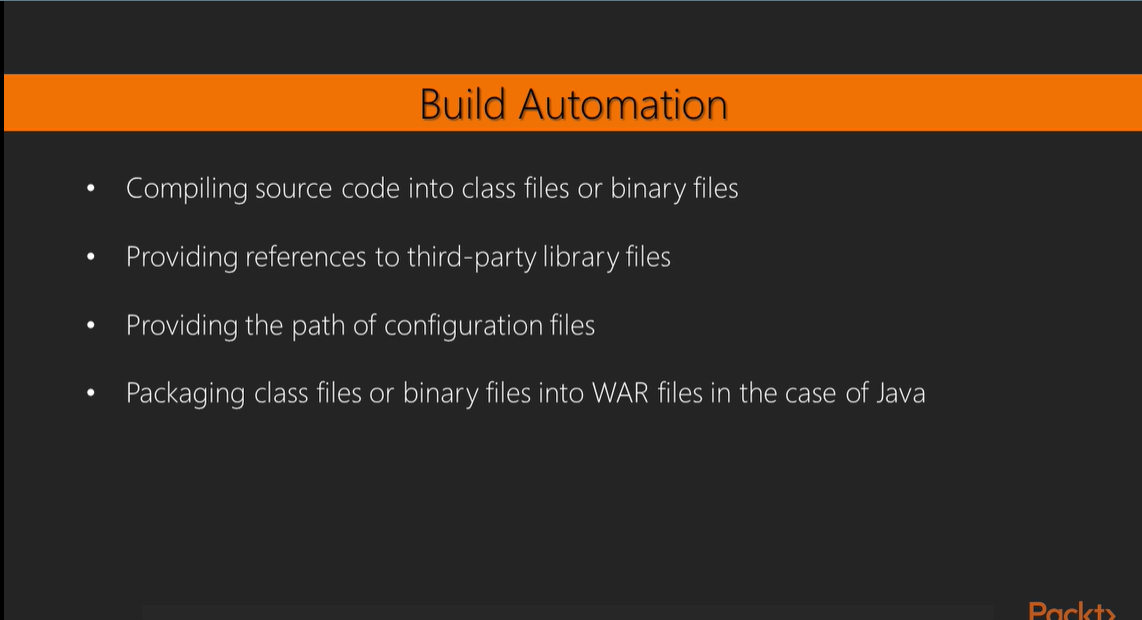 Build Automation
• Compiling source code into class files or binary files
• Providing references to third-party library files
• Providing the path of configuration files
• Packaging class files or binary files into WAR files in the case of Java
Packt>